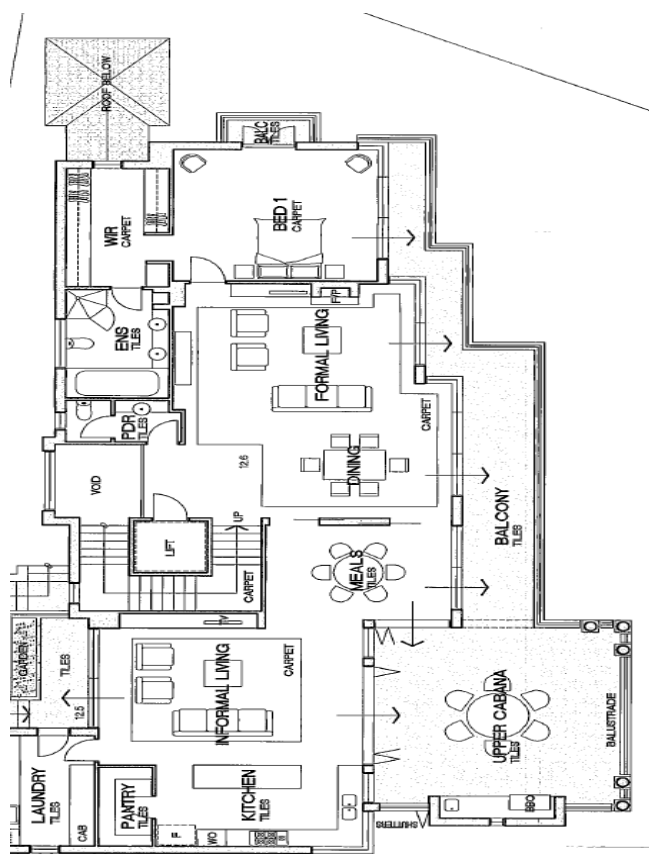 ROOF BELOW
BALC
TILES
WIR
CARPET
BED 1
CARPET
F/P
ENS
TILES
FORMAL LIVING
CARPET
PDR
TILES
VOID
12.6
DINING
BALCONY
TILES
LIFT
UP
CARPET
MEALS
TILES
TV
GARDEN
TILES
12.5
INFORMAL LIVING
CARPET
UPPER CABANA
TILES
BALUSTRADE
LAUNDRY
TILES
CAB
PANTRY
TILES
KITCHEN
TILES
F
WO
BBQ
SHUTTERS